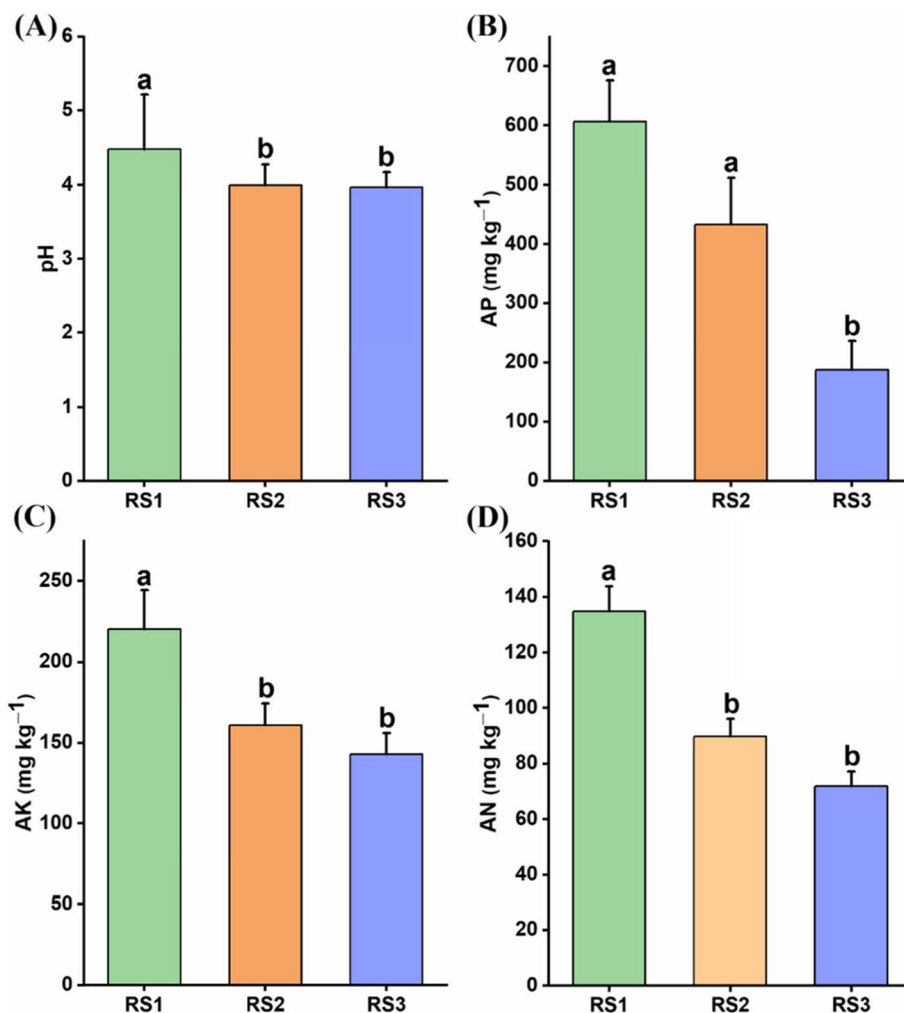 (A)
6
5
4
3
2
1
0
pH
a
b
b
RS1 RS2 RS3
(B)
700
600
500
400
300
200
100
0
AP (mg kg⁻¹)
a
a
b
RS1 RS2 RS3
(C)
250
200
150
100
50
0
AK (mg kg⁻¹)
a
b
b
RS1 RS2 RS3
(D)
160
140
120
100
80
60
40
20
0
AN (mg kg⁻¹)
a
b
b
RS1 RS2 RS3